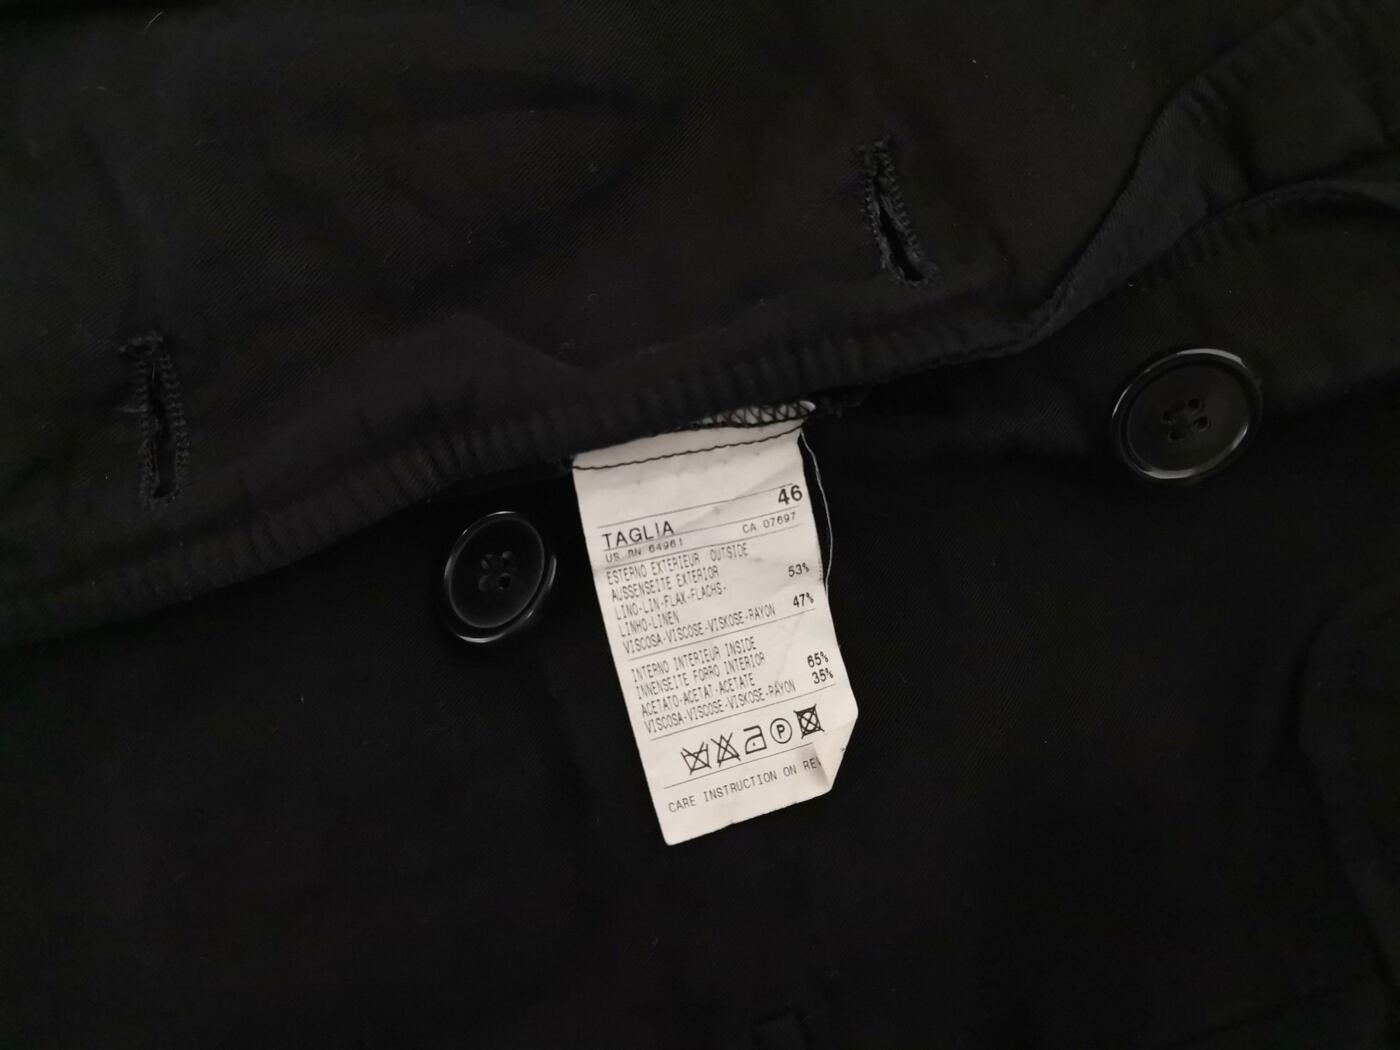 46
TAGLIA
US RN 64961 CA 07697
ESTERNO EXTERIEUR OUTSIDE
AUSSENSEITE EXTERIOR
LINO-LIN-FLAX-FLACHS- 53%
LINHO-LINEN
VISCOSA-VISCOSE-VISKOSE-RAYON 47%
INTERNO INTERIEUR INSIDE
INNENSEITE FORRO INTERIOR
ACETATO-ACETAT-ACETATE 65%
VISCOSA-VISCOSE-VISKOSE-RAYON 35%
P
CARE INSTRUCTION ON REV